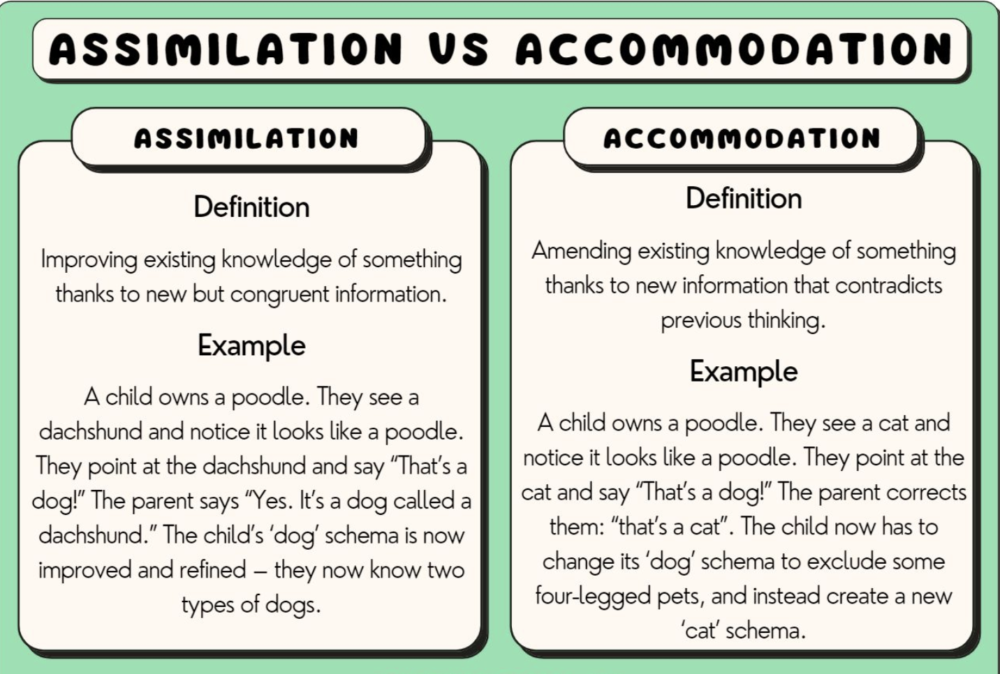 ASSIMILATION VS ACCOMMODATION
ASSIMILATION
Definition
Improving existing knowledge of something
thanks to new but congruent information.
Example
A child owns a poodle. They see a
dachshund and notice it looks like a poodle.
They point at the dachshund and say “That’s a
dog!” The parent says “Yes. It’s a dog called a
dachshund.” The child’s ‘dog’ schema is now
improved and refined – they now know two
types of dogs.
ACCOMMODATION
Definition
Amending existing knowledge of something
thanks to new information that contradicts
previous thinking.
Example
A child owns a poodle. They see a cat and
notice it looks like a poodle. They point at the
cat and say “That’s a dog!” The parent corrects
them: “that’s a cat”. The child now has to
change its ‘dog’ schema to exclude some
four-legged pets, and instead create a new
‘cat’ schema.